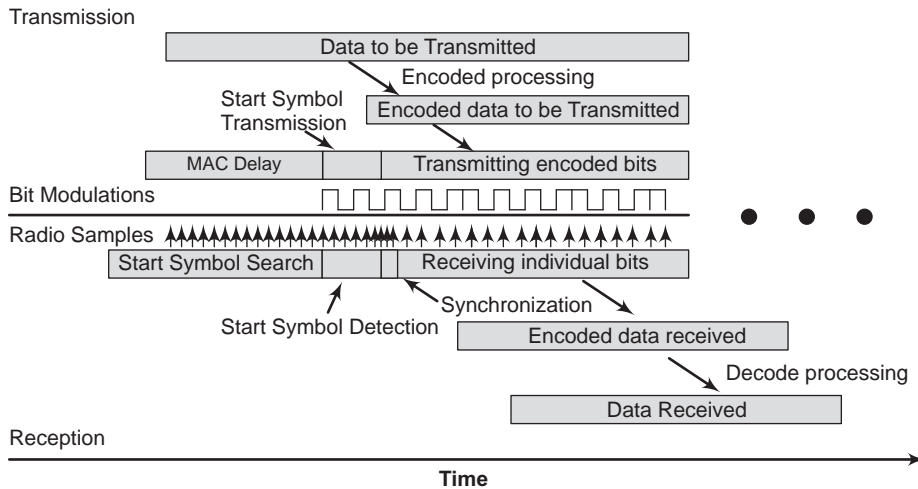 Transmission
Data to be Transmitted
Encoded processing
Start Symbol
Transmission
Encoded data to be Transmitted
MAC Delay
Transmitting encoded bits
Bit Modulations
Radio Samples
Start Symbol Search
Receiving individual bits
Synchronization
Start Symbol Detection
Encoded data received
Decode processing
Data Received
Reception
Time